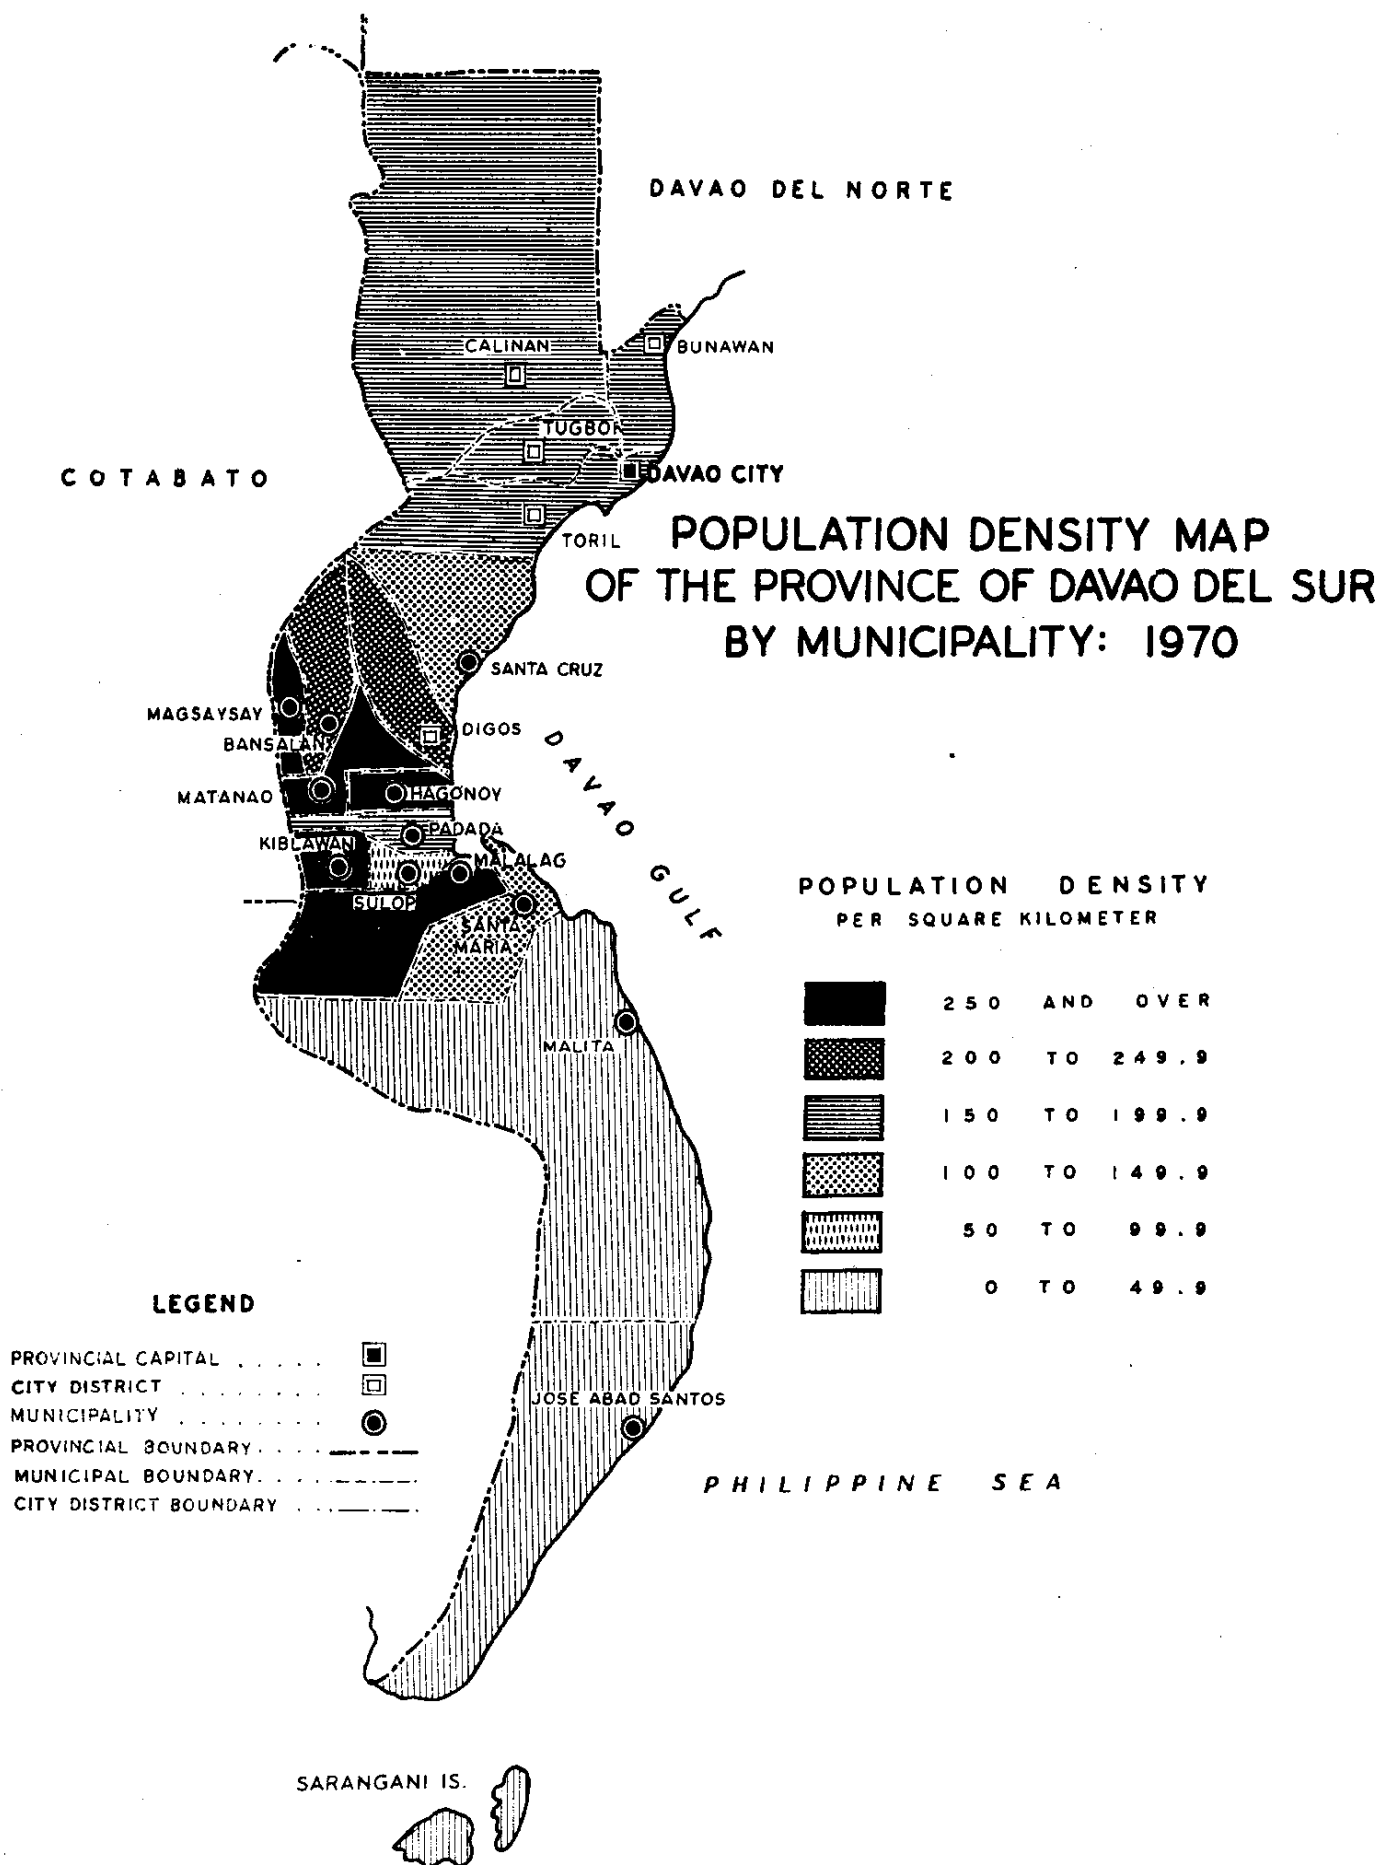 DAVAO DEL NORTE
CALINAN
BUNAWAN
TUGBO
COTABATO
DAVAO CITY
TORIL
POPULATION DENSITY MAP
OF THE PROVINCE OF DAVAO DEL SUR
BY MUNICIPALITY: 1970
SANTA CRUZ
MAGSAYSAY
DIGOS
BANSALAN
DAVAO GULF
MATANAO
HAGONOY
PADADA
KIBLAWAN
MALALAG
SULOP
SANTA
MARIA
MALITA
POPULATION DENSITY
PER SQUARE KILOMETER
250 AND OVER
200 TO 249.9
150 TO 199.9
100 TO 149.9
50 TO 99.9
0 TO 49.9
LEGEND
PROVINCIAL CAPITAL . . . . .
CITY DISTRICT . . . . . . . .
MUNICIPALITY . . . . . . . .
PROVINCIAL BOUNDARY . . . .
MUNICIPAL BOUNDARY . . . .
CITY DISTRICT BOUNDARY . . .
JOSE ABAD SANTOS
PHILIPPINE SEA
SARANGANI IS.